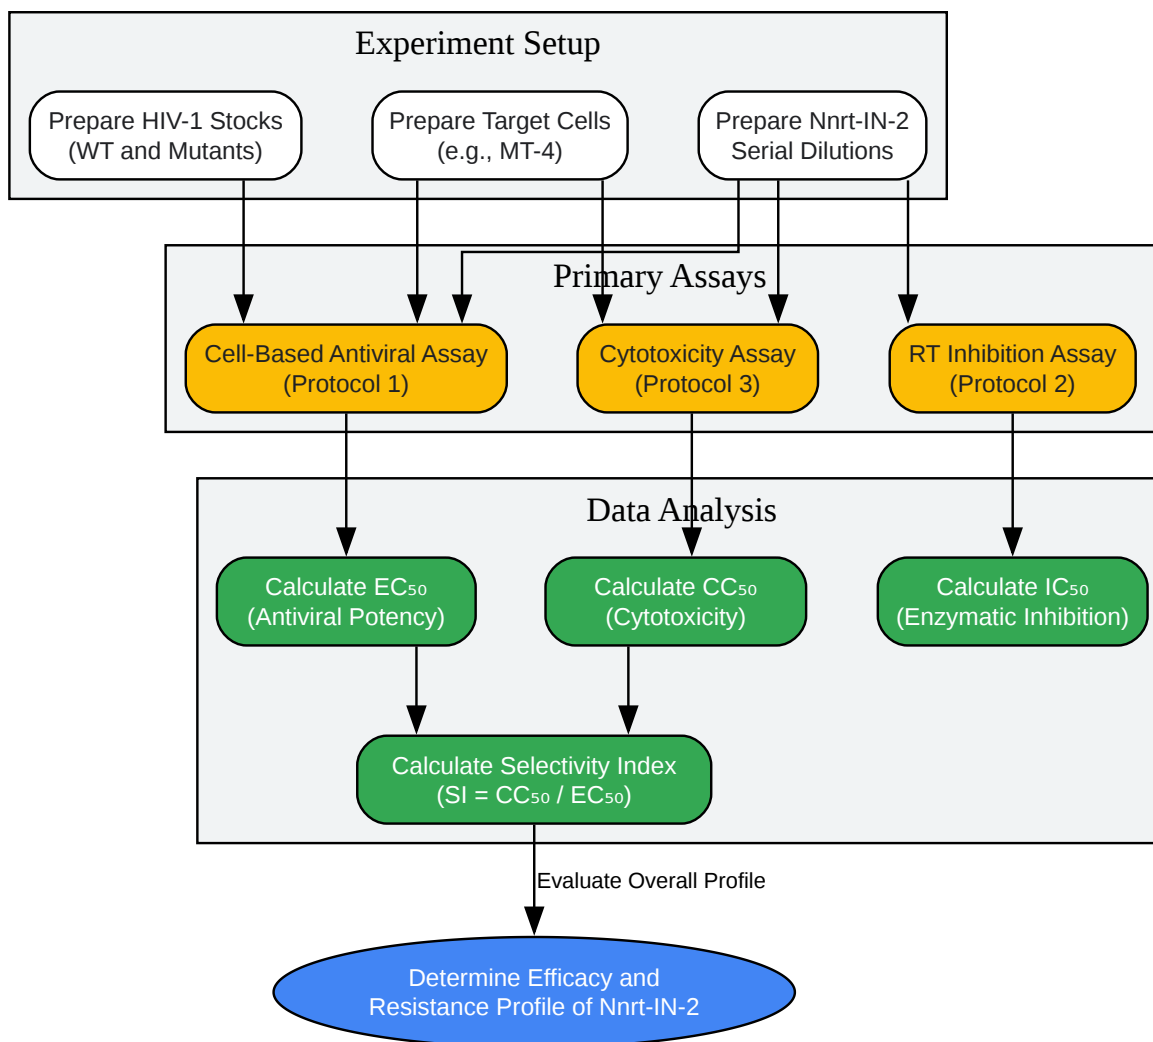 Experiment Setup
Prepare HIV-1 Stocks
(WT and Mutants)
Prepare Target Cells
(e.g., MT-4)
Prepare Nnrt-IN-2
Serial Dilutions
Primary Assays
Cell-Based Antiviral Assay
(Protocol 1)
Cytotoxicity Assay
(Protocol 3)
RT Inhibition Assay
(Protocol 2)
Data Analysis
Calculate EC₅₀
(Antiviral Potency)
Calculate CC₅₀
(Cytotoxicity)
Calculate IC₅₀
(Enzymatic Inhibition)
Calculate Selectivity Index
(SI = CC₅₀ / EC₅₀)
Evaluate Overall Profile
Determine Efficacy and
Resistance Profile of Nnrt-IN-2